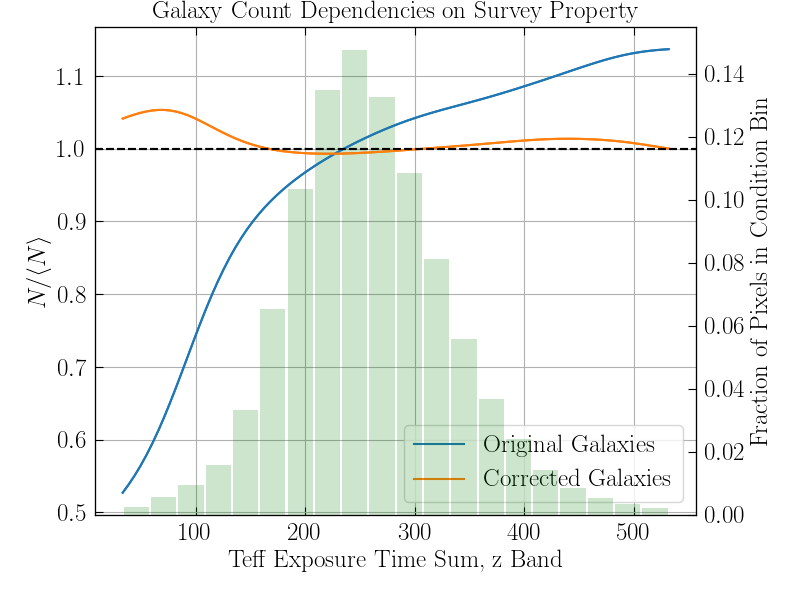 Galaxy Count Dependencies on Survey Property
1.1
1.0
0.9
0.8
0.7
0.6
0.5
N/⟨N⟩
0.14
0.12
0.10
0.08
0.06
0.04
0.02
0.00
Fraction of Pixels in Condition Bin
Original Galaxies
Corrected Galaxies
100 200 300 400 500
Teff Exposure Time Sum, z Band